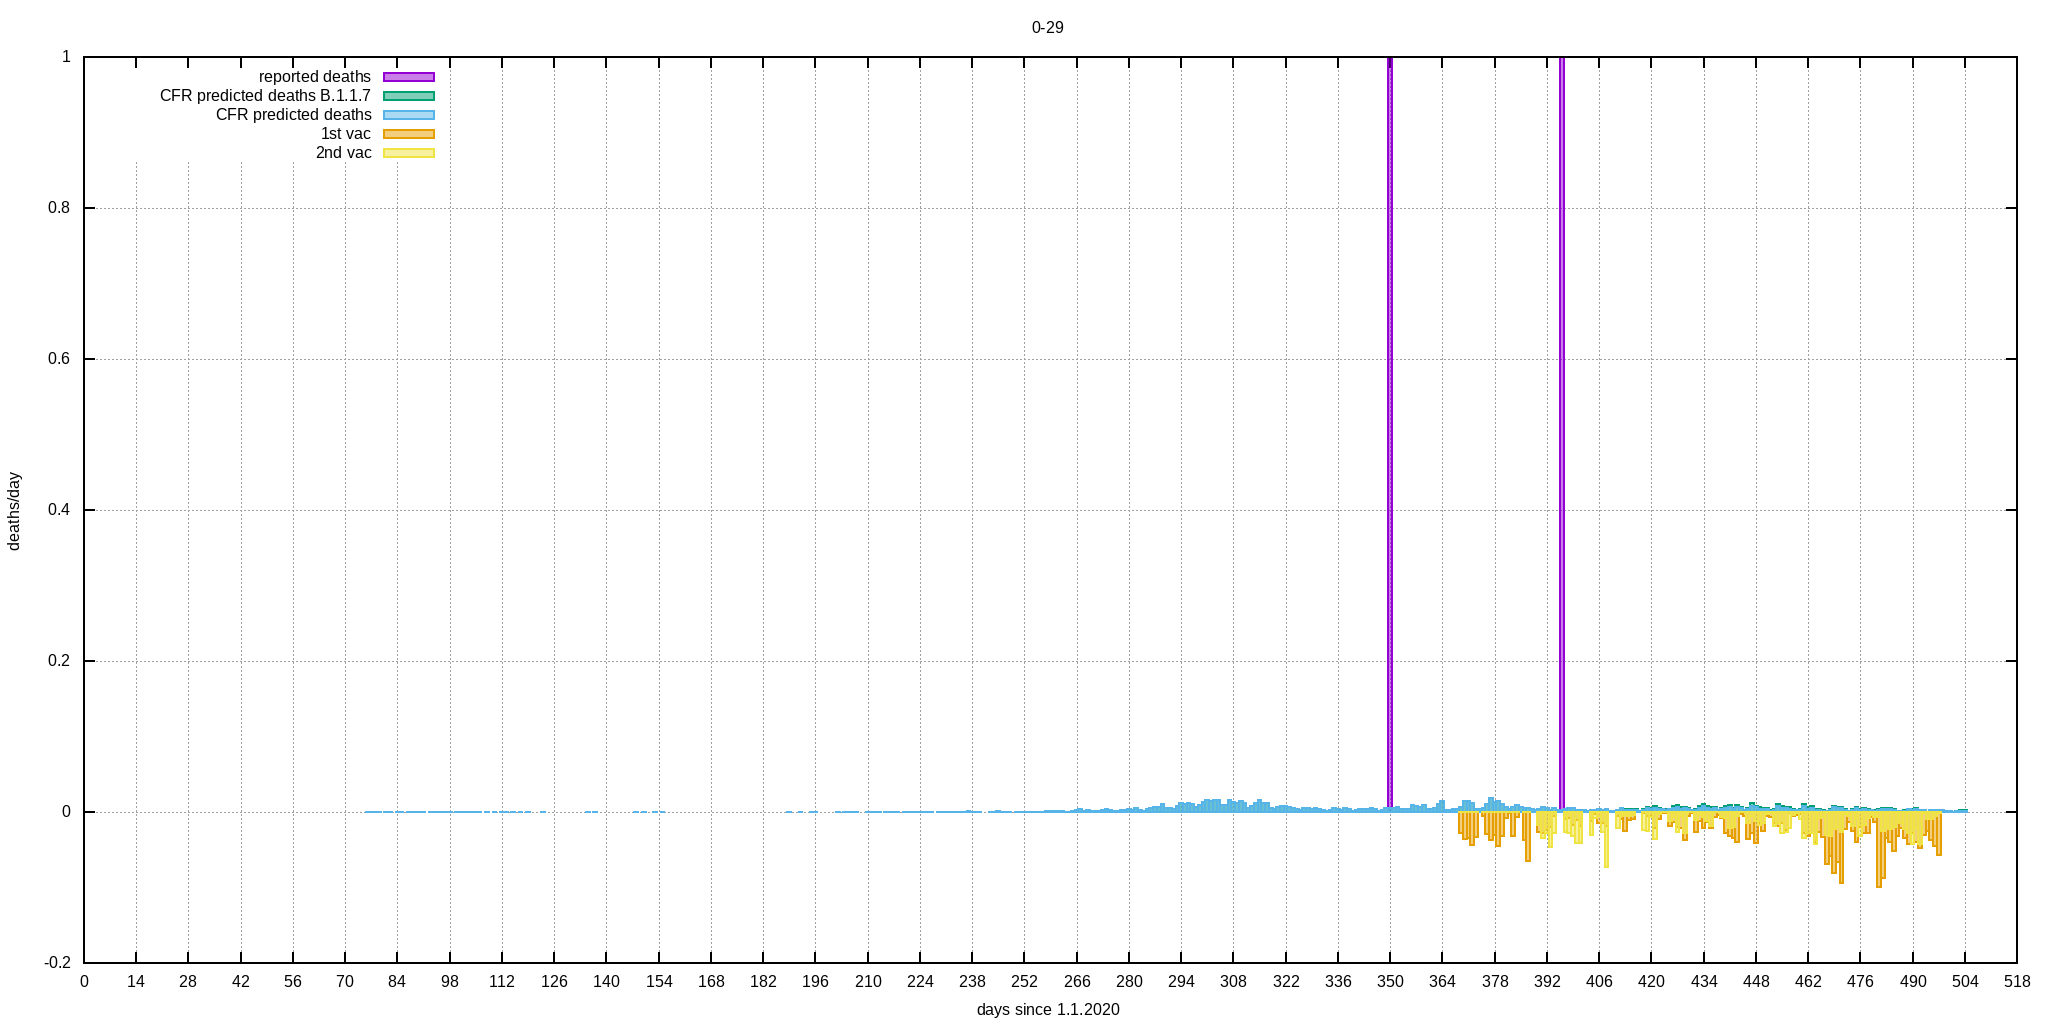 0-29
reported deaths
CFR predicted deaths B.1.1.7
CFR predicted deaths
1st vac
2nd vac
1
0.8
0.6
0.4
0.2
0
-0.2
deaths/day
0 14 28 42 56 70 84 98 112 126 140 154 168 182 196 210 224 238 252 266 280 294 308 322 336 350 364 378 392 406 420 434 448 462 476 490 504 518
days since 1.1.2020